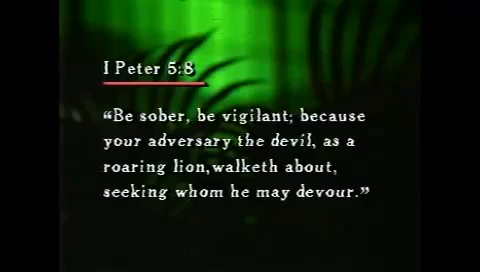 I Peter 5:8
“Be sober, be vigilant; because
your adversary the devil, as a
roaring lion,walketh about,
seeking whom he may devour.”